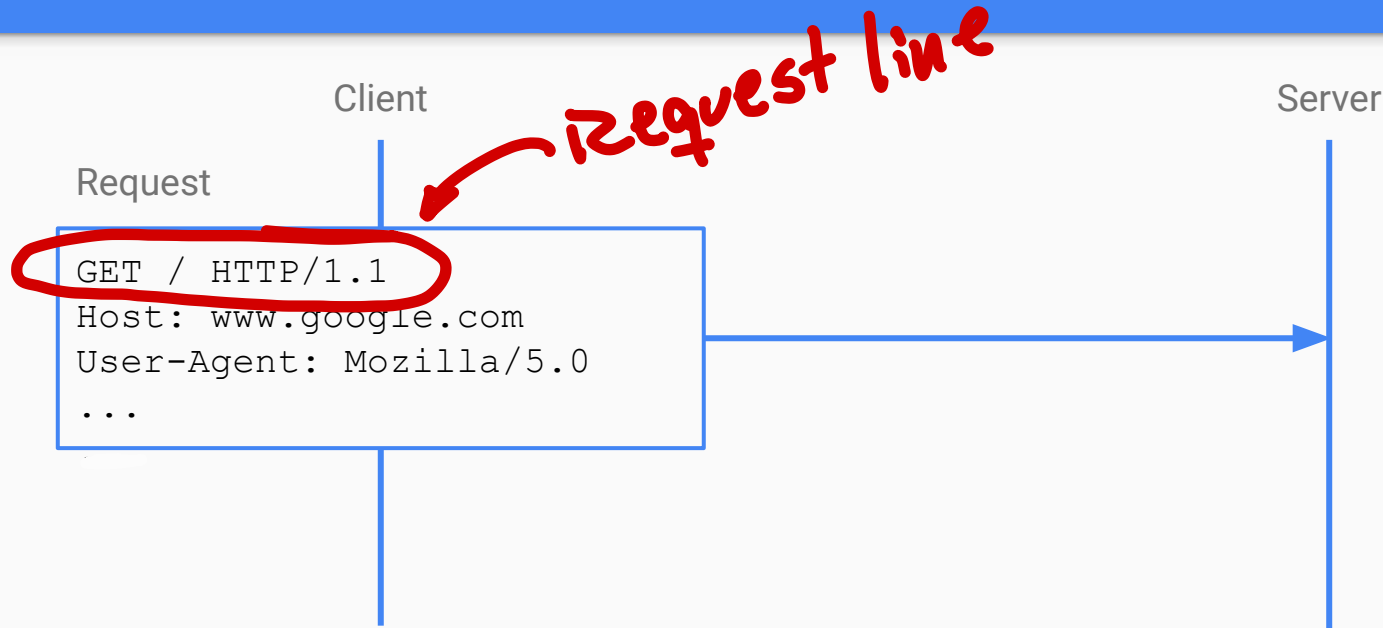 Request line
Client
Server
Request
GET / HTTP/1.1
Host: www.google.com
User-Agent: Mozilla/5.0
...